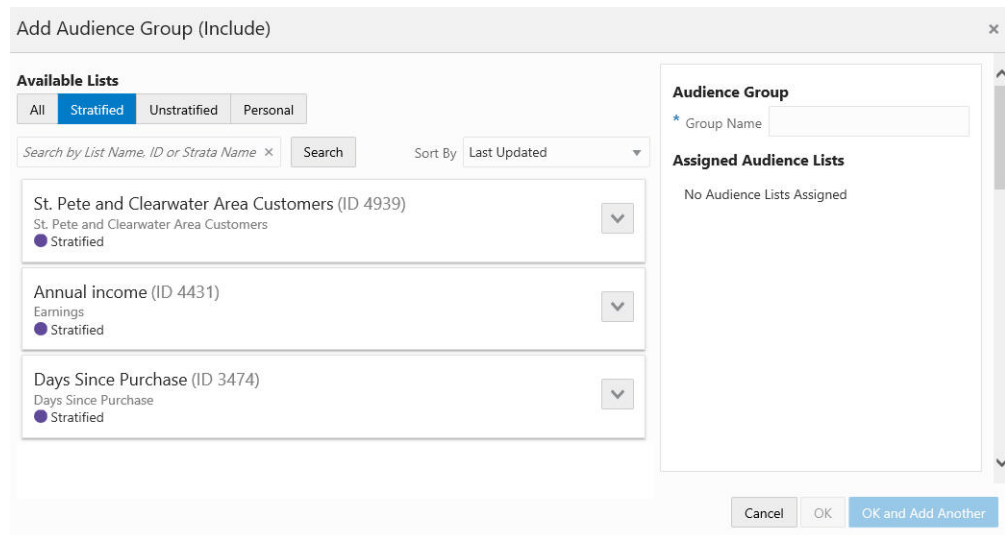 Add Audience Group (Include)
×
Available Lists
All Stratified Unstratified Personal
Search by List Name, ID or Strata Name × Search Sort By Last Updated
St. Pete and Clearwater Area Customers (ID 4939)
St. Pete and Clearwater Area Customers
Stratified
Annual income (ID 4431)
Earnings
Stratified
Days Since Purchase (ID 3474)
Days Since Purchase
Stratified
Audience Group
* Group Name
Assigned Audience Lists
No Audience Lists Assigned
Cancel OK OK and Add Another